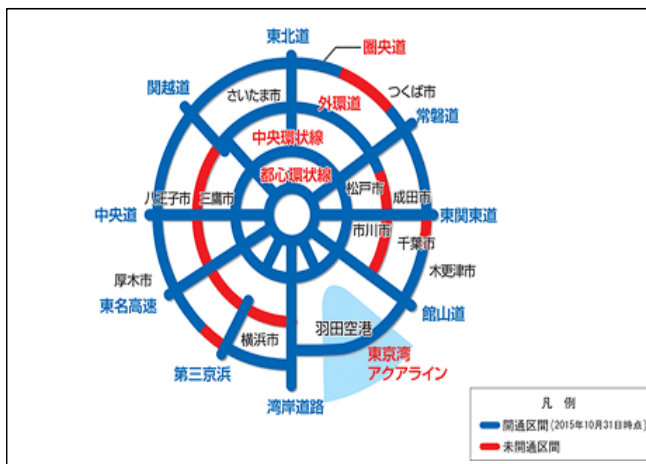 東北道
圏央道
関越道
さいたま市
外環道
つくば市
常磐道
中央環状線
都心環状線
松戸市
八王子市
三鷹市
成田市
中央道
東関東道
市川市
千葉市
厚木市
木更津市
東名高速
館山道
横浜市
羽田空港
第三京浜
東京湾
アクアライン
湾岸道路
凡 例
開通区間(2015年10月31日時点)
未開通区間